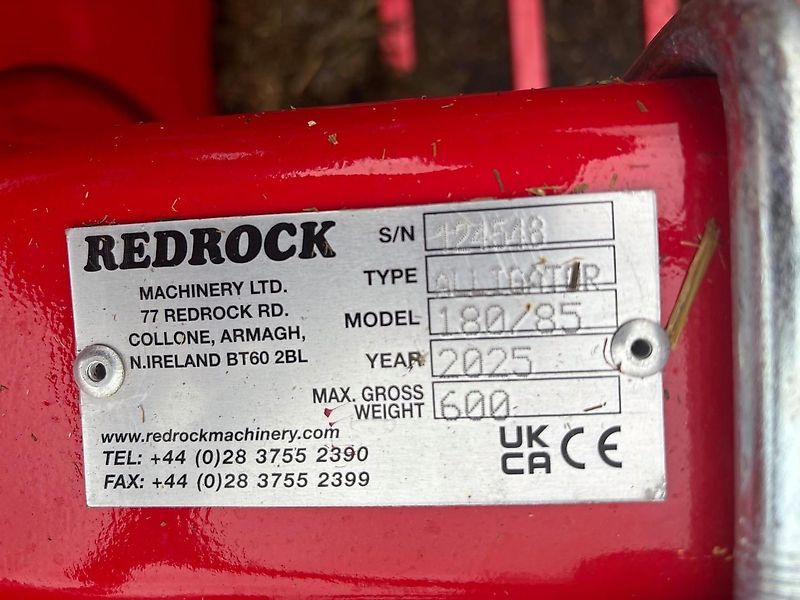 REDROCK
MACHINERY LTD.
77 REDROCK RD.
COLLONE, ARMAGH,
N.IRELAND BT60 2BL
S/N 124548
TYPE ALLIGATOR
MODEL 180/85
YEAR 2025
MAX. GROSS
WEIGHT 600
www.redrockmachinery.com
TEL: +44 (0)28 3755 2390
FAX: +44 (0)28 3755 2399
UK
CA CE